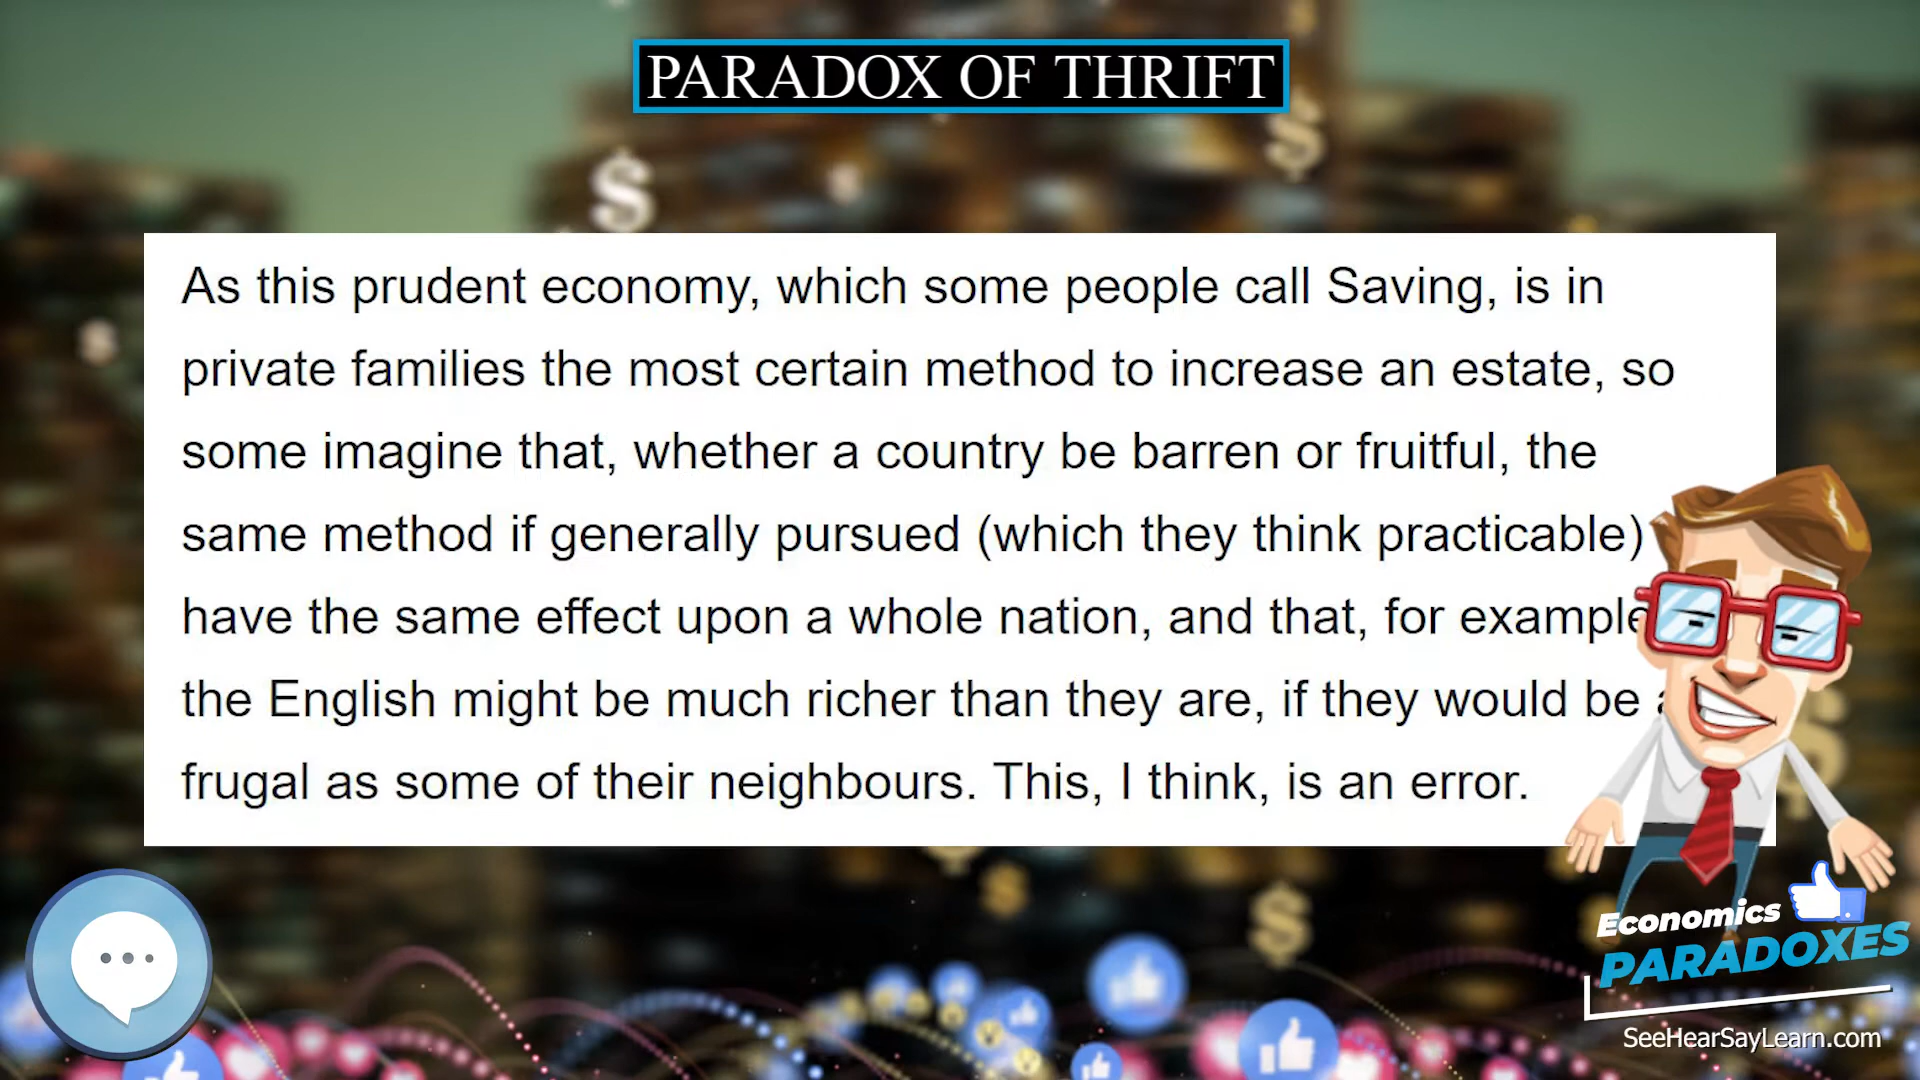 PARADOX OF THRIFT
As this prudent economy, which some people call Saving, is in
private families the most certain method to increase an estate, so
some imagine that, whether a country be barren or fruitful, the
same method if generally pursued (which they think practicable)
have the same effect upon a whole nation, and that, for example
the English might be much richer than they are, if they would be
frugal as some of their neighbours. This, I think, is an error.
Economics
PARADOXES
SeeHearSayLearn.com